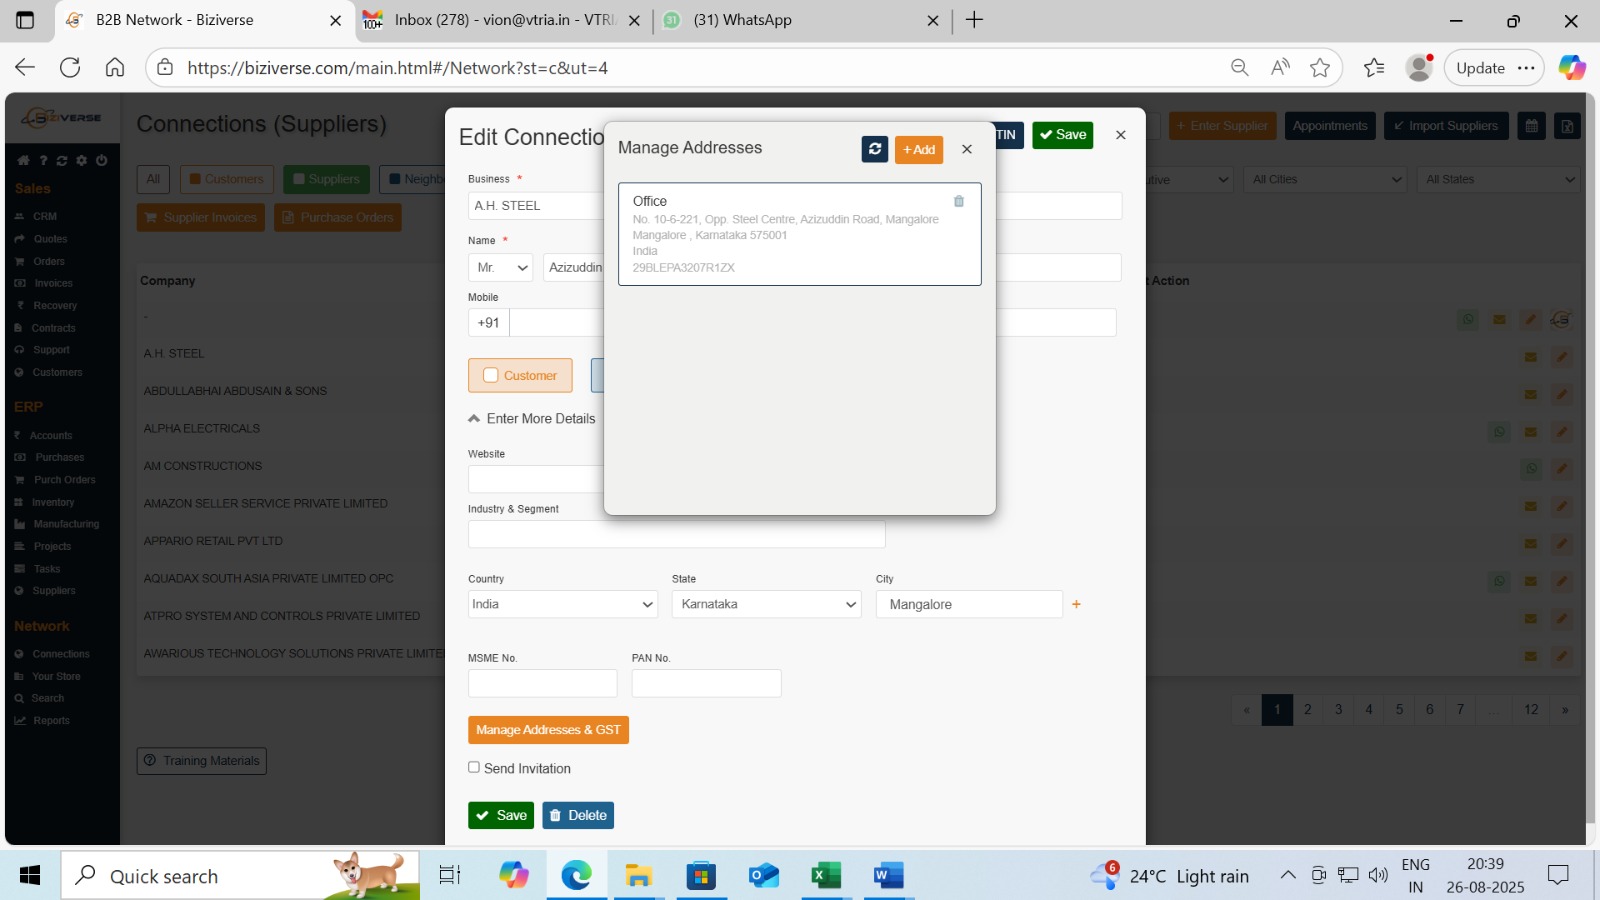 B2B Network - Biziverse
Inbox (278) - vion@vtria.in - VTRI
(31) WhatsApp
https://biziverse.com/main.html#/Network?st=c&ut=4
Update
BIZIVERSE
Connections (Suppliers)
+ Enter Supplier
Appointments
Import Suppliers
All
Customers
Suppliers
All Cities
All States
Supplier Invoices
Purchase Orders
Sales
CRM
Quotes
Orders
Invoices
Recovery
Contracts
Support
Customers
ERP
Accounts
Purchases
Purch Orders
Inventory
Manufacturing
Projects
Tasks
Suppliers
Network
Connections
Your Store
Search
Reports
Company
t Action
-
A.H. STEEL
ABDULLABHAI ABDUSAIN & SONS
ALPHA ELECTRICALS
AM CONSTRUCTIONS
AMAZON SELLER SERVICE PRIVATE LIMITED
APPARIO RETAIL PVT LTD
AQUADAX SOUTH ASIA PRIVATE LIMITED OPC
ATPRO SYSTEM AND CONTROLS PRIVATE LIMITED
AWARIOUS TECHNOLOGY SOLUTIONS PRIVATE LIMITE
« 1 2 3 4 5 6 7 ... 12 »
Training Materials
Edit Connectio
TIN
Save
Business *
A.H. STEEL
Name *
Mr.
Azizuddin
Mobile
+91
Customer
Enter More Details
Website
Industry & Segment
Country
State
City
India
Karnataka
Mangalore
+
MSME No.
PAN No.
Manage Addresses & GST
Send Invitation
Save
Delete
Manage Addresses
+Add
Office
No. 10-6-221, Opp. Steel Centre, Azizuddin Road, Mangalore
Mangalore , Karnataka 575001
India
29BLEPA3207R1ZX
Quick search
6
24°C Light rain
ENG
IN
20:39
26-08-2025